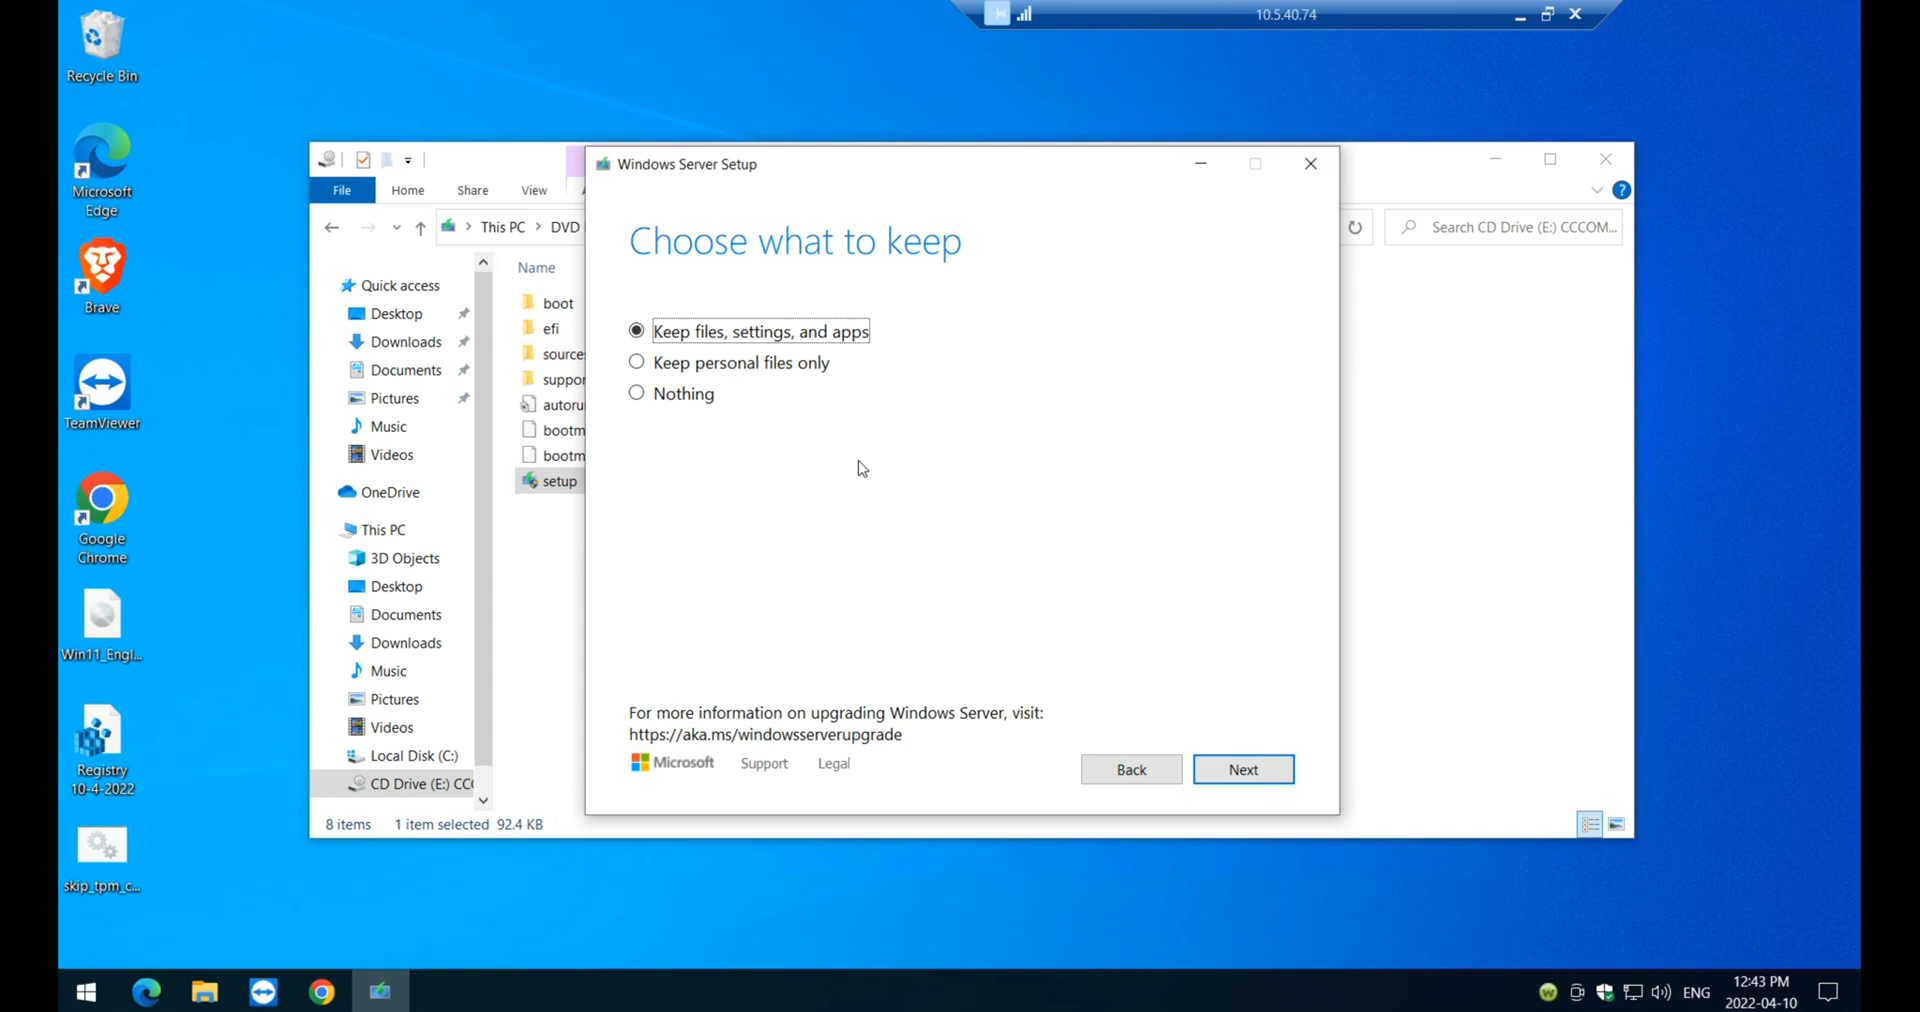 10.5.40.74
Recycle Bin
Microsoft
Edge
Brave
TeamViewer
Google
Chrome
Win11_Engl...
Registry
10-4-2022
skip_tpm_c...
File
Home
Share
View
This PC
DVD
Search CD Drive (E:) CCCOM...
Quick access
Desktop
Downloads
Documents
Pictures
Music
Videos
OneDrive
This PC
3D Objects
Desktop
Documents
Downloads
Music
Pictures
Videos
Local Disk (C:)
CD Drive (E:) CC
Name
boot
efi
source
suppor
autoru
bootm
bootm
setup
8 items
1 item selected 92.4 KB
Windows Server Setup
Choose what to keep
Keep files, settings, and apps
Keep personal files only
Nothing
For more information on upgrading Windows Server, visit:
https://aka.ms/windowsserverupgrade
Microsoft
Support
Legal
Back
Next
ENG
12:43 PM
2022-04-10